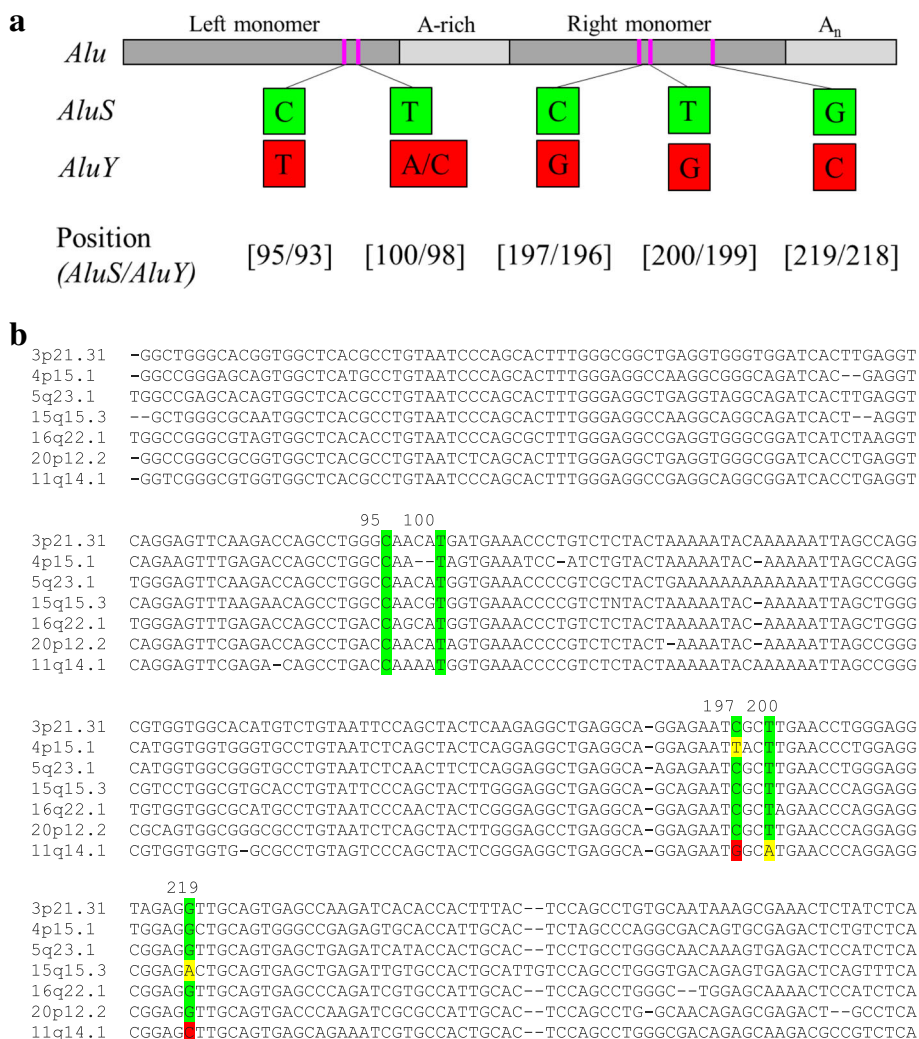 a
Left monomer A-rich Right monomer An
Alu
AluS C T C T G
AluY T A/C G G C
Position [95/93] [100/98] [197/196] [200/199] [219/218]
(AluS/AluY)
b
3p21.31 -GGCTGGGCACGGTGGCTCACGCCTGTAATCCCAGCACTTTGGGCGGCTGAGGTGGGTGGATCACTTGAGGT
4p15.1 -GGCCGGGAGCAGTGGCTCATGCCTGTAATCCCAGCACTTTGGGAGGCCAAGGCGGGCAGATCAC--GAGGT
5q23.1 TGGCCGAGCACAGTGGCTCACGCCTGTAATCCCAGCACTTTGGGAGGCTGAGGTAGGCAGATCACTTGAGGT
15q15.3 --GCTGGGCGCAATGGCTCACGCCTGTAATCCCAGCACTTTGGGAGGCCAAGGCAGGCAGATCACT-AGGT
16q22.1 TGGCCGGGCGTAGTGGCTCACACCTGTAATCCCAGCGCTTTGGGAGGCCGAGGTGGGCGGATCATCTAAGGT
20p12.2 -GGCCGGGCGCGGTGGCTCACGCCTGTAATCTCAGCACTTTGGGAGGCTGAGGTGGGCGGATCACCTGAGGT
11q14.1 -GGTCGGGCGTGGTGGCTCACGCCTGTAATCCCAGCACTTTGGGAGGCCGAGGCAGGCGGATCACCTGAGGT
95 100
3p21.31 CAGGAGTTCAAGACCAGCCTGGGCAACATGATGAAACCCTGTCTCTACTAAAAATACAAAAAATTAGCCAGG
4p15.1 CAGAAGTTTGAGACCAGCCTGGCCAA--TAGTGAAATCC-ATCTGTACTAAAAATAC-AAAAATTAGCCAGG
5q23.1 TGGGAGTTCAAGACCAGCCTGGCCAACATGGTGAAACCCCGTCGCTACTGAAAAAAAAAAAAATTAGCCGGG
15q15.3 CAGGAGTTTAAGAACAGCCTGGCCAACGTGGTGAAACCCCGTCTNTACTAAAAATAC-AAAAATTAGCTGGG
16q22.1 TGGGAGTTTGAGACCAGCCTGACCAGCATGGTGAAACCCTGTCTCTACTAAAAATAC-AAAAATTAGCTGGG
20p12.2 CAGGAGTTCGAGACCAGCCTGACCAACATAGTGAAACCCCGTCTCTACT-AAAATAC-AAAAATTAGCCGGG
11q14.1 CAGGAGTTCGAGA-CAGCCTGACCAAAATGGTGAAACCCCGTCTCTACTAAAAATACAAAAAATTAGCCGGG
197 200
3p21.31 CGTGGTGGCACATGTCTGTAATTCCAGCTACTCAAGAGGCTGAGGCA-GGAGAATCGCTTGAACCTGGGAGG
4p15.1 CATGGTGGTGGGTGCCTGTAATCTCAGCTACTCAGGAGGCTGAGGCA-GGAGAATTACTTGAACCCTGGAGG
5q23.1 CATGGTGGCGGGTGCCTGTAATCTCAACTTCTCAGGAGGCTGAGGCA-AGAGAATCGCTTGAACCTGGGAGG
15q15.3 CGTCCTGGCGTGCACCTGTATTCCCAGCTACTTGGGAGGCTGAGGCA-GCAGAATCGCTTGAACCCAGGAGG
16q22.1 TGTGGTGGCGCATGCCTGTAATCCCAACTACTCGGGAGGCTGAGGCA-GGAGAATCGCTAGAACCCAGGAGG
20p12.2 CGCAGTGGCGGGCGCCTGTAATCTCAGCTACTTGGGAGCCTGAGGCA-GGAGAATCGCTTGAACCCAGGAGG
11q14.1 CGTGGTGGTG-GCGCCTGTAGTCCCAGCTACTCGGGAGGCTGAGGCA-GGAGAATGGCATGAACCCAGGAGG
219
3p21.31 TAGAGGTTGCAGTGAGCCAAGATCACACCACTTTAC--TCCAGCCTGTGCAATAAAGCGAAACTCTATCTCA
4p15.1 TGGAGGCTGCAGTGGGCCGAGAGTGCACCATTGCAC--TCTAGCCCAGGCGACAGTGCGAGACTCTGTCTCA
5q23.1 CGGAGGTTGCAGTGAGCTGAGATCATACCATTGCAC--TCCTGCCTGGGCAACAAAGTGAGACTCCATCTCA
15q15.3 CGGAGACTGCAGTGAGCTGAGATTGTGCCACTGCATTGTCCAGCCTGGGTGACAGAGTGAGACTCAGTTTCA
16q22.1 CGGAGGTTGCAGTGAGCCCAGATCGTGCCATTGCAC--TCCAGCCTGGGC--TGGAGCAAAACTCCATCTCA
20p12.2 CGGAGGTTGCAGTGACCCAAGATCGCGCCATTGCAC--TCCAGCCTG-GCAACAGAGCGAGACT--GCCTCA
11q14.1 CGGAGCTTGCAGTGAGCAGAAATCGTGCCACTGCAC--TCCAGCCTGGGCGACAGAGCAAGACGCCGTCTCA